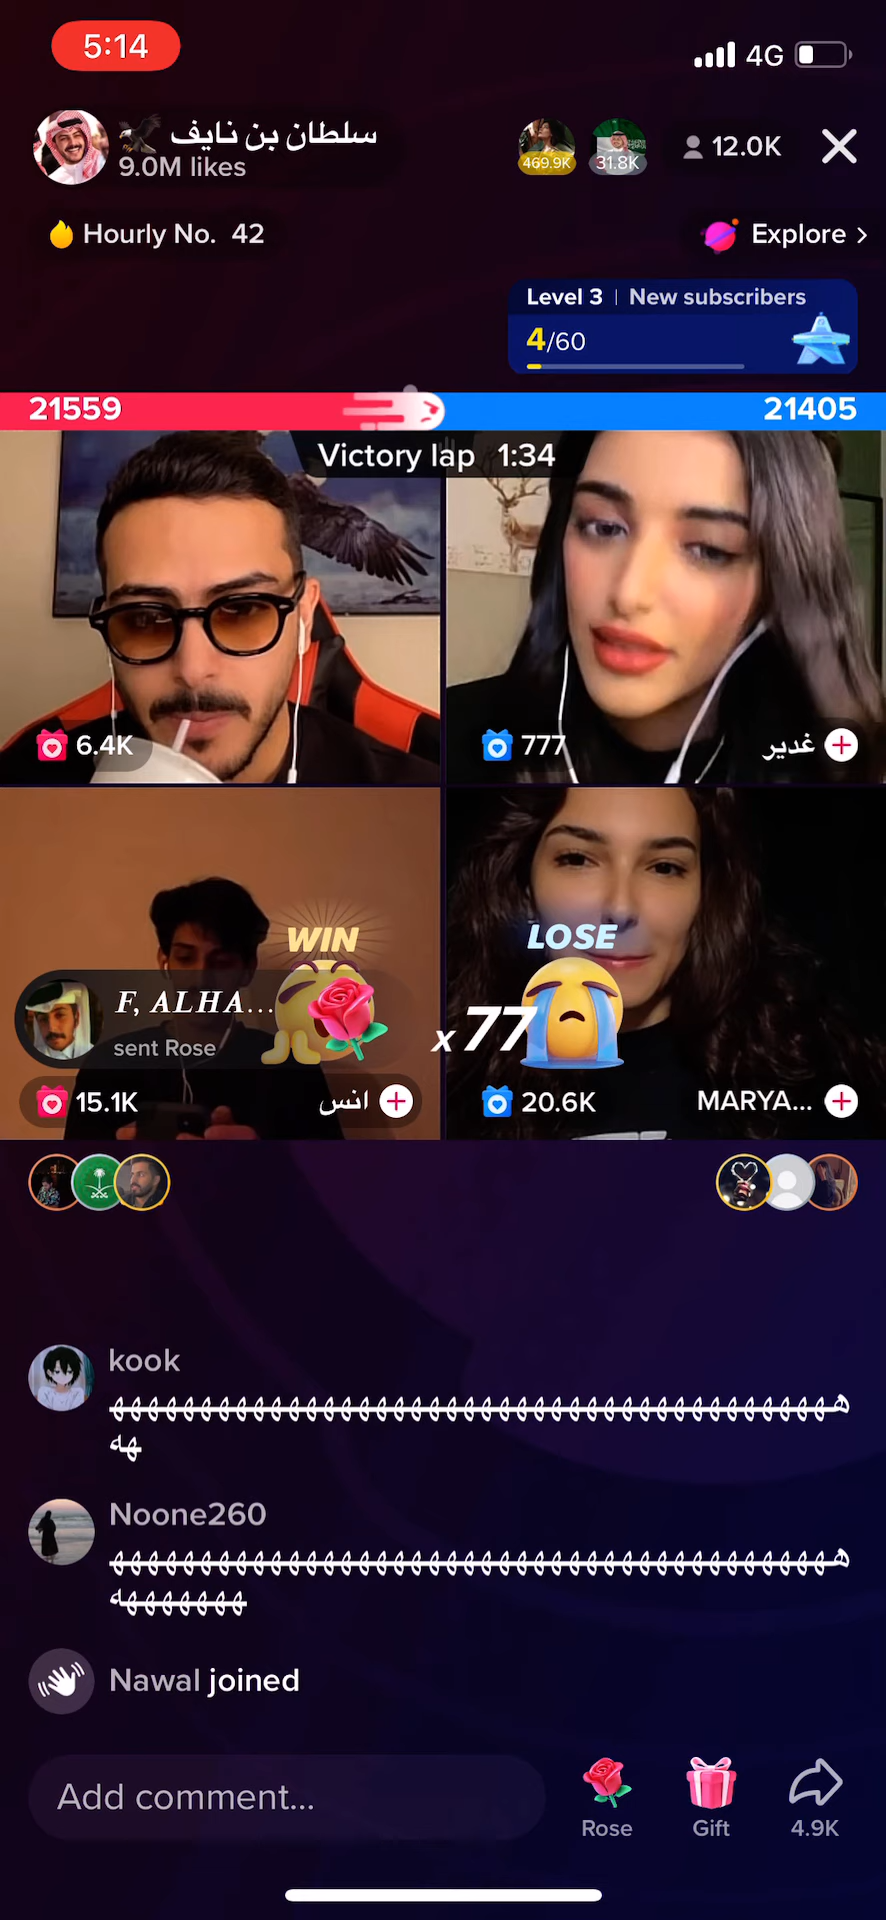 5:14
4G
سلطان بن نايف
9.0M likes
469.9K
31.8K
12.0K
Hourly No. 42
Explore
Level 3 | New subscribers
4/60
21559
21405
Victory lap 1:34
6.4K
777
غدير
WIN
LOSE
F, ALHA...
sent Rose
x77
15.1K
انس
20.6K
MARYA...
kook
هههههههههههههههههههههههههههههههههههههههه
هه
Noone260
هههههههههههههههههههههههههههههههههههههههه
هههههههه
Nawal joined
Add comment...
Rose
Gift
4.9K